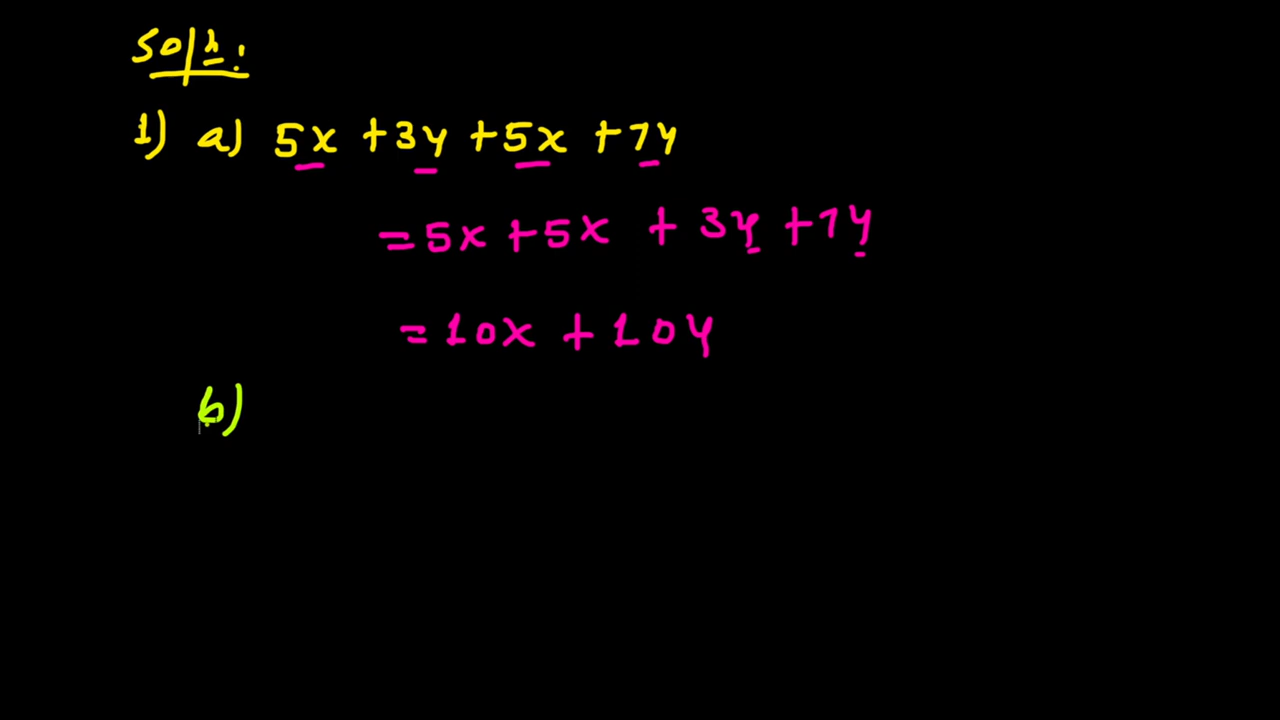 Soln:
1) a) 5x +3y +5x +7y
= 5x +5x + 3y +7y
= 10x + 10y
b)